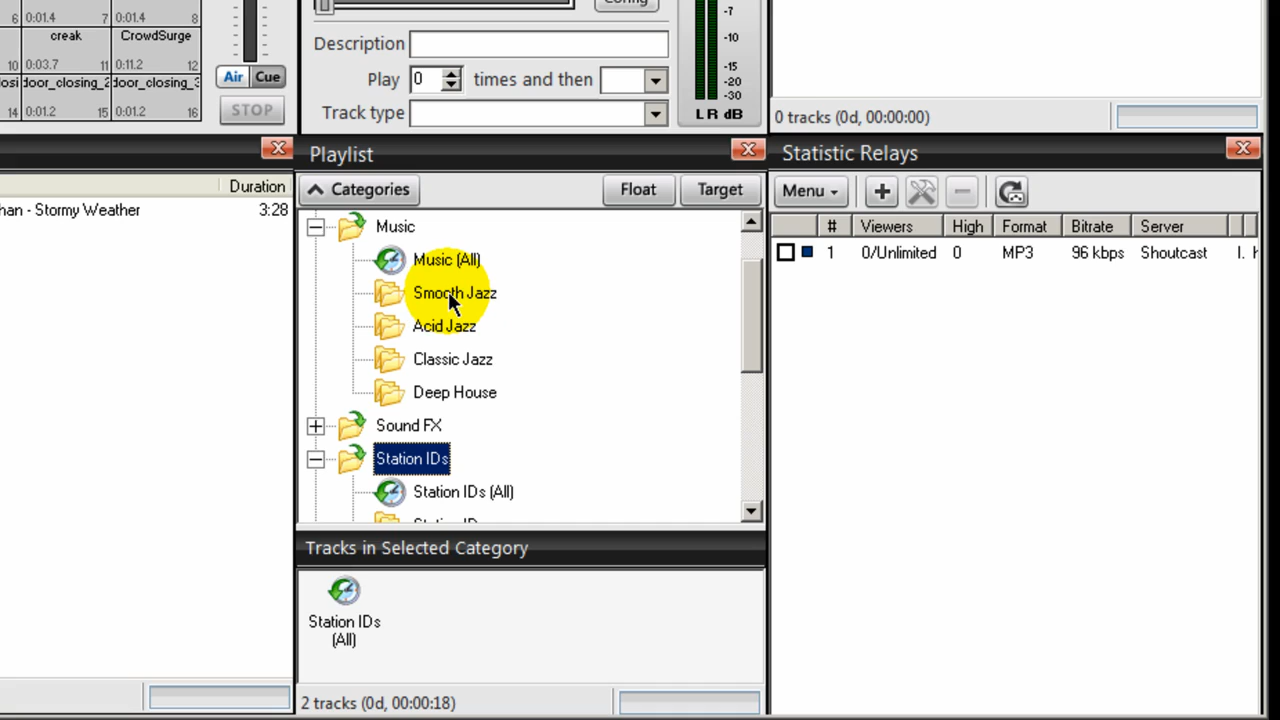 6 0:01.4 7 0:01.4 8
creak CrowdSurge
10 0:03.7 11 0:11.2 12
door_closing_2 door_closing_3
14 0:01.2 15 0:01.2 16
Air Cue
STOP
Config
Description
Play 0 times and then
Track type
-7
-10
-15
-20
-30
L R dB
0 tracks (0d, 00:00:00)
Duration
han - Stormy Weather 3:28
Playlist
Categories Float Target
Music
Music (All)
Smooth Jazz
Acid Jazz
Classic Jazz
Deep House
Sound FX
Station IDs
Station IDs (All)
Tracks in Selected Category
Station IDs
(All)
2 tracks (0d, 00:00:18)
Statistic Relays
Menu
# Viewers High Format Bitrate Server
1 0/Unlimited 0 MP3 96 kbps Shoutcast